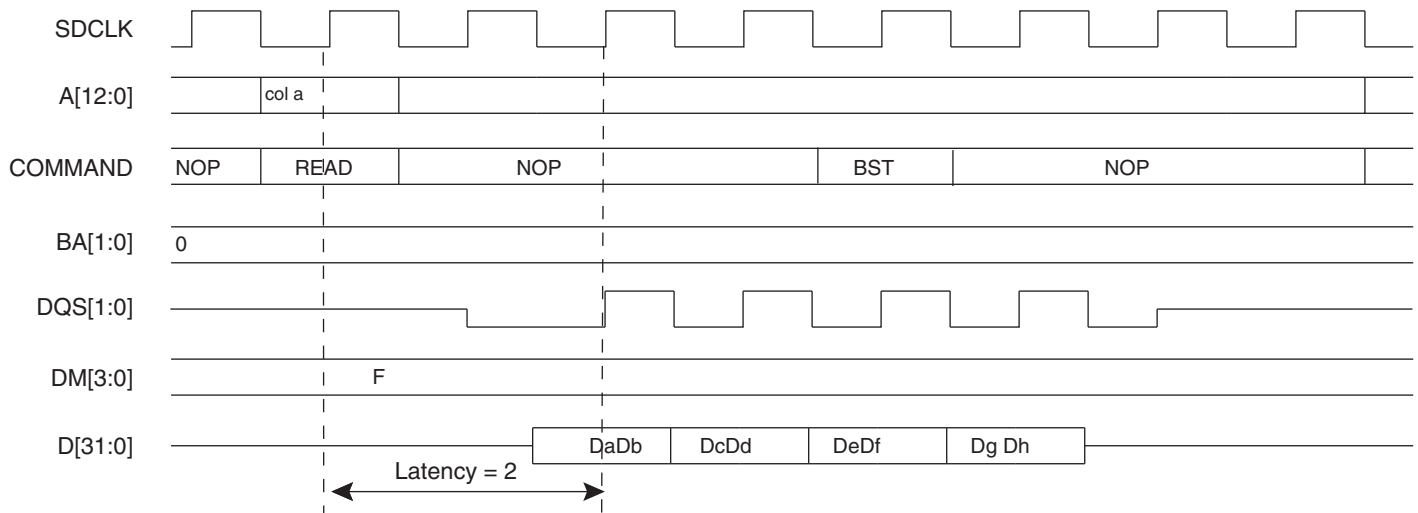 SDCLK
A[12:0] col a
COMMAND NOP READ NOP BST NOP
BA[1:0] 0
DQS[1:0]
DM[3:0] F
D[31:0] DaDb DcDd DeDf Dg Dh
Latency = 2